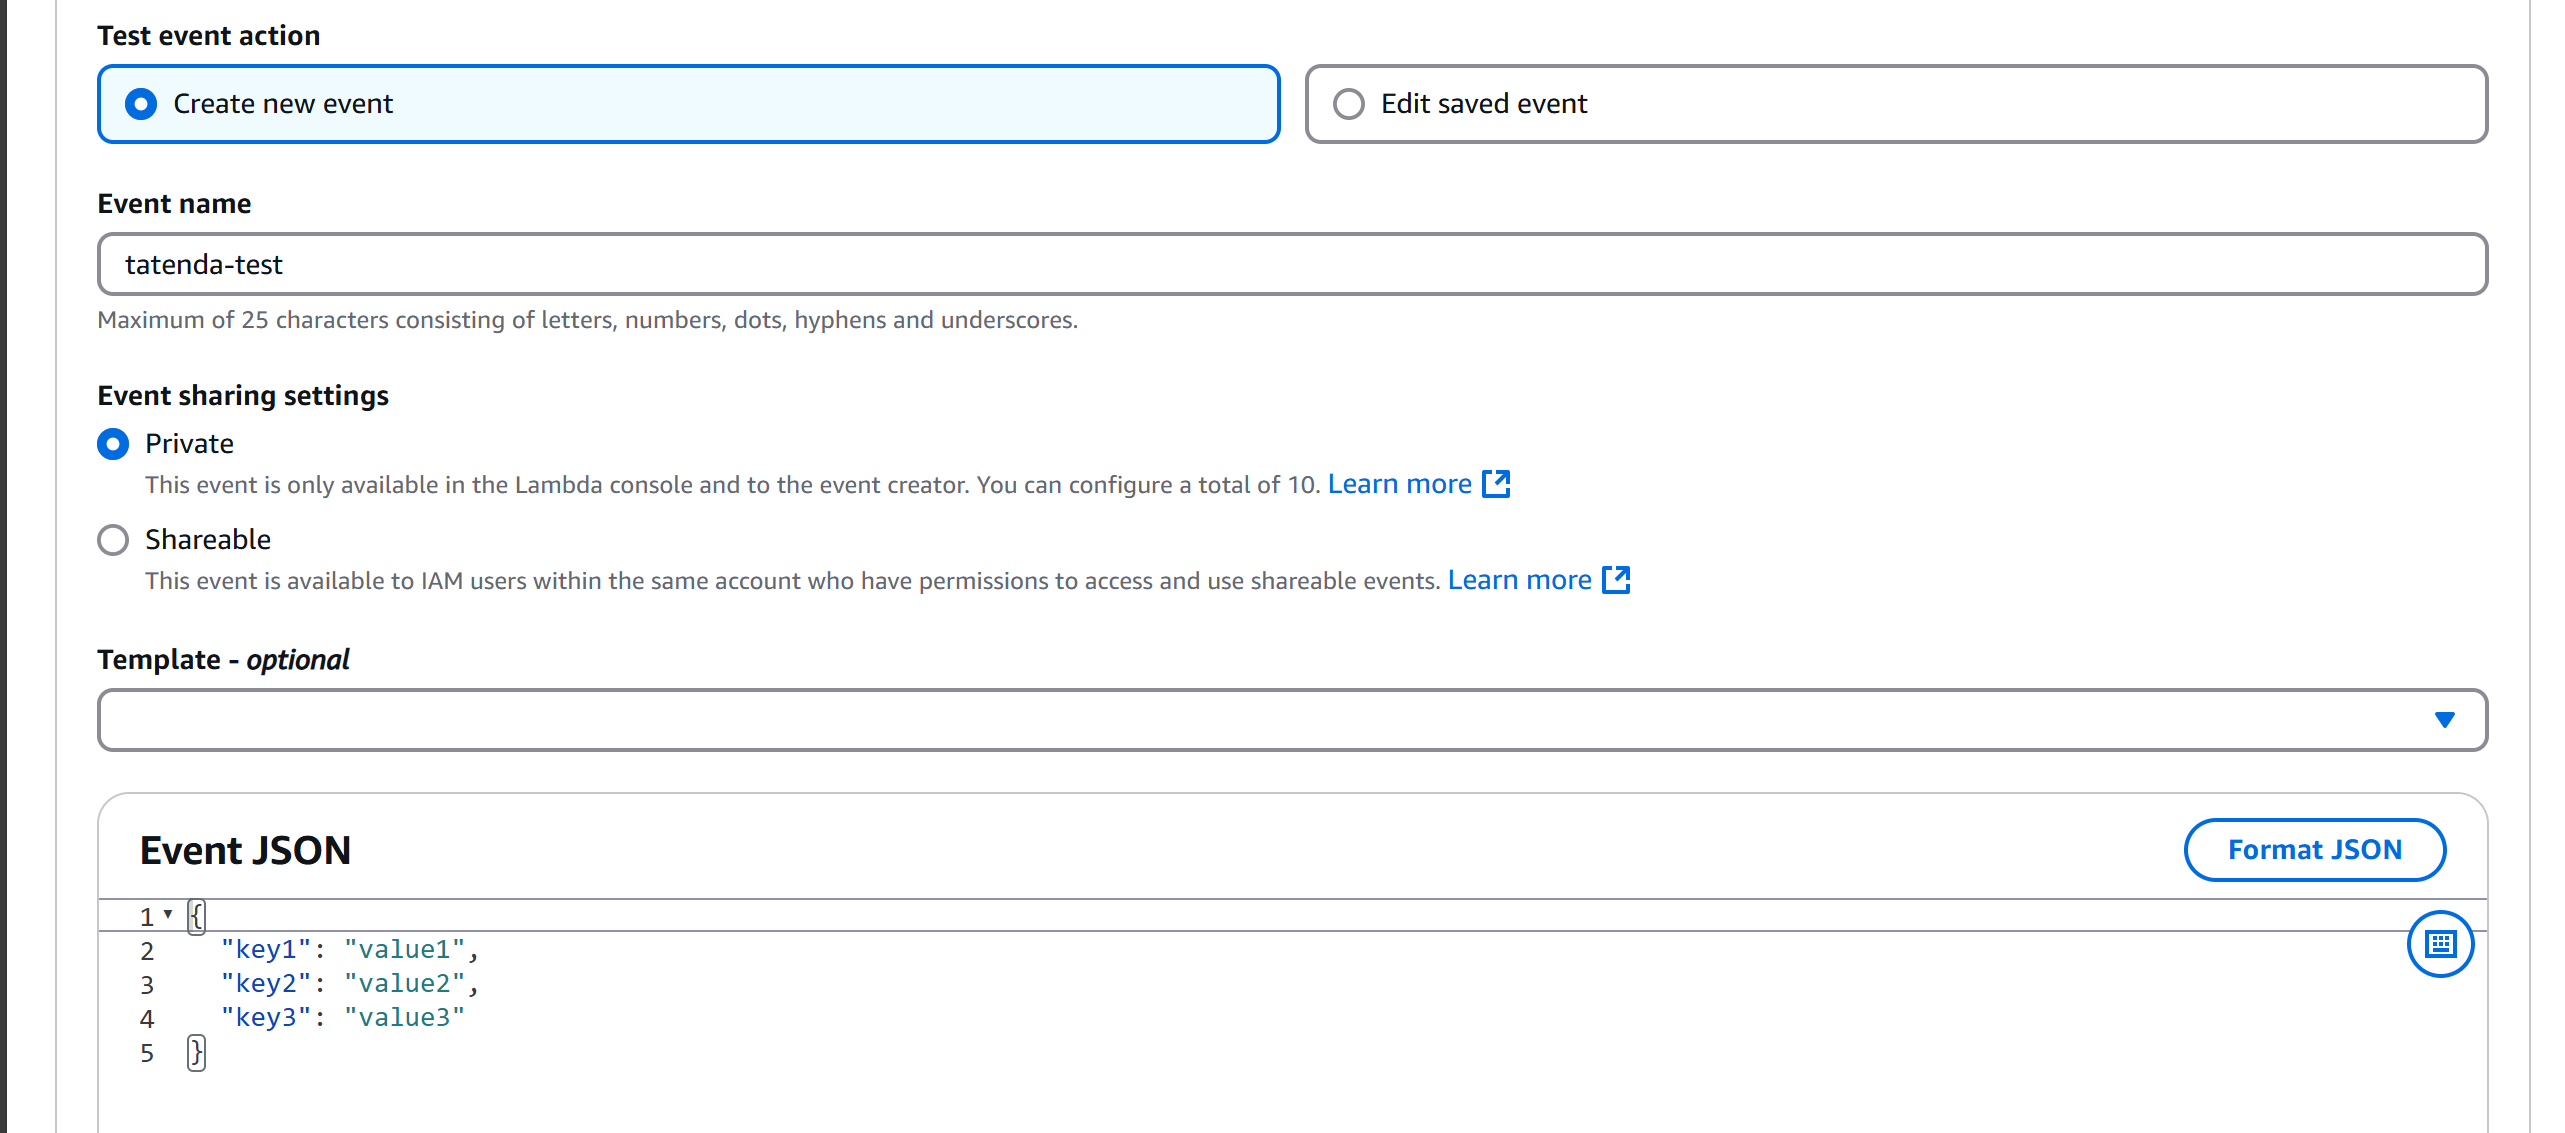 Test event action
Create new event
Edit saved event
Event name
tatenda-test
Maximum of 25 characters consisting of letters, numbers, dots, hyphens and underscores.
Event sharing settings
Private
This event is only available in the Lambda console and to the event creator. You can configure a total of 10. Learn more
Shareable
This event is available to IAM users within the same account who have permissions to access and use shareable events. Learn more
Template - optional
Event JSON
Format JSON
1 {
2 "key1": "value1",
3 "key2": "value2",
4 "key3": "value3"
5 }